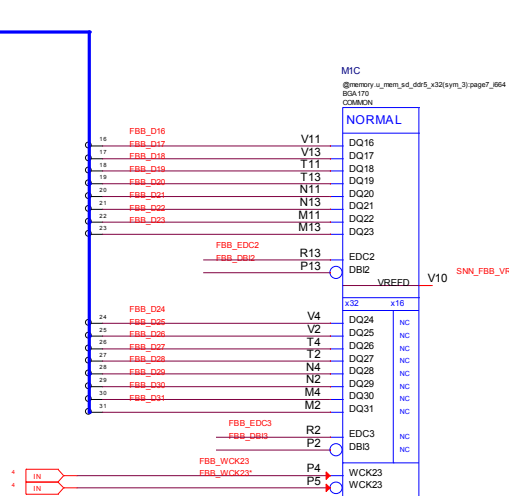 M1C
@memory.u_mem_sd_ddr5_x32(sym_3):page7_i664
BGA170
COMMON
NORMAL
FBB_D16
16 FBB_D17 V11 DQ16
17 FBB_D18 V13 DQ17
18 FBB_D19 T11 DQ18
19 FBB_D20 T13 DQ19
20 FBB_D21 N11 DQ20
21 FBB_D22 N13 DQ21
22 FBB_D23 M11 DQ22
23 M13 DQ23
FBB_EDC2
FBB_DBI2 R13 EDC2
P13 DBI2
VREFD V10 SNN_FBB_VR
x32 x16
FBB_D24
24 FBB_D25 V4 DQ24 NC
25 FBB_D26 V2 DQ25 NC
26 FBB_D27 T4 DQ26 NC
27 FBB_D28 T2 DQ27 NC
28 FBB_D29 N4 DQ28 NC
29 FBB_D30 N2 DQ29 NC
30 FBB_D31 M4 DQ30 NC
31 M2 DQ31 NC
FBB_EDC3
FBB_DBI3 R2 EDC3 NC
P2 DBI3 NC
FBB_WCK23
4 IN FBB_WCK23* P4 WCK23
4 IN P5 WCK23